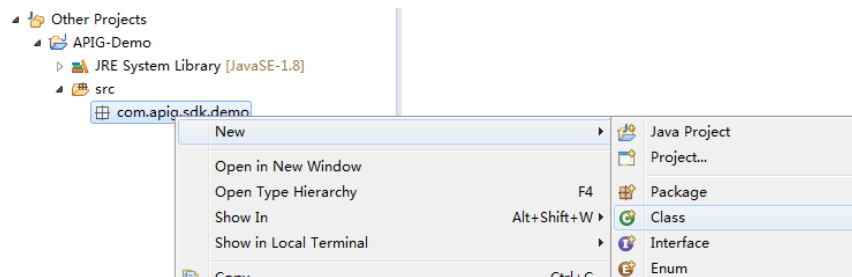 Other Projects
APIG-Demo
JRE System Library [JavaSE-1.8]
src
com.apig.sdk.demo
New
Open in New Window
Open Type Hierarchy F4
Show In Alt+Shift+W
Show in Local Terminal
Copy Ctrl+C
Java Project
Project...
Package
Class
Interface
Enum